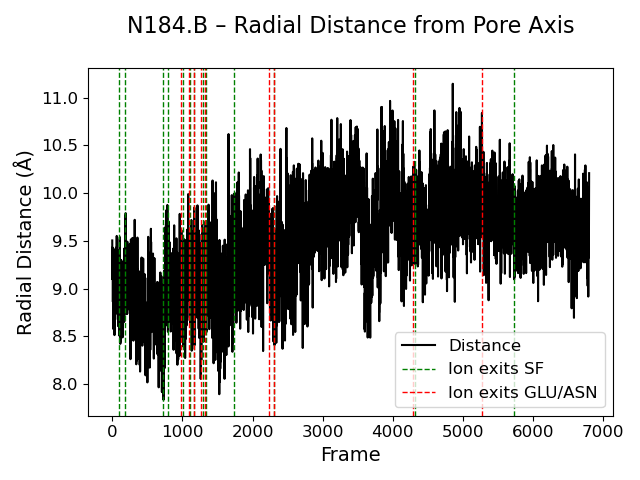 N184.B – Radial Distance from Pore Axis
11.0
10.5
10.0
9.5
9.0
8.5
8.0
Radial Distance (Å)
Distance
Ion exits SF
Ion exits GLU/ASN
0 1000 2000 3000 4000 5000 6000 7000
Frame